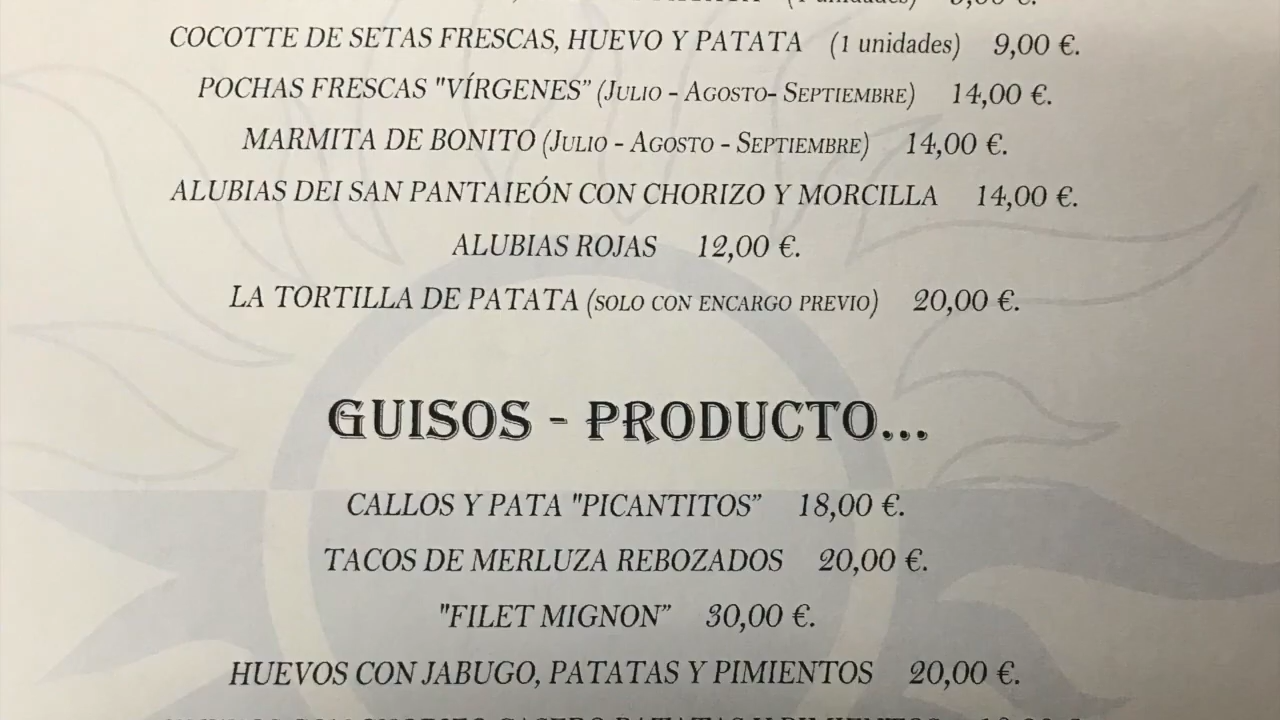 COCOTTE DE SETAS FRESCAS, HUEVO Y PATATA (1 unidades) 9,00 €.
POCHAS FRESCAS "VÍRGENES” (JULIO - AGOSTO- SEPTIEMBRE) 14,00 €.
MARMITA DE BONITO (JULIO - AGOSTO - SEPTIEMBRE) 14,00 €.
ALUBIAS DEI SAN PANTAIEÓN CON CHORIZO Y MORCILLA 14,00 €.
ALUBIAS ROJAS 12,00 €.
LA TORTILLA DE PATATA (SOLO CON ENCARGO PREVIO) 20,00 €.
GUISOS - PRODUCTO...
CALLOS Y PATA "PICANTITOS” 18,00 €.
TACOS DE MERLUZA REBOZADOS 20,00 €.
"FILET MIGNON” 30,00 €.
HUEVOS CON JABUGO, PATATAS Y PIMIENTOS 20,00 €.